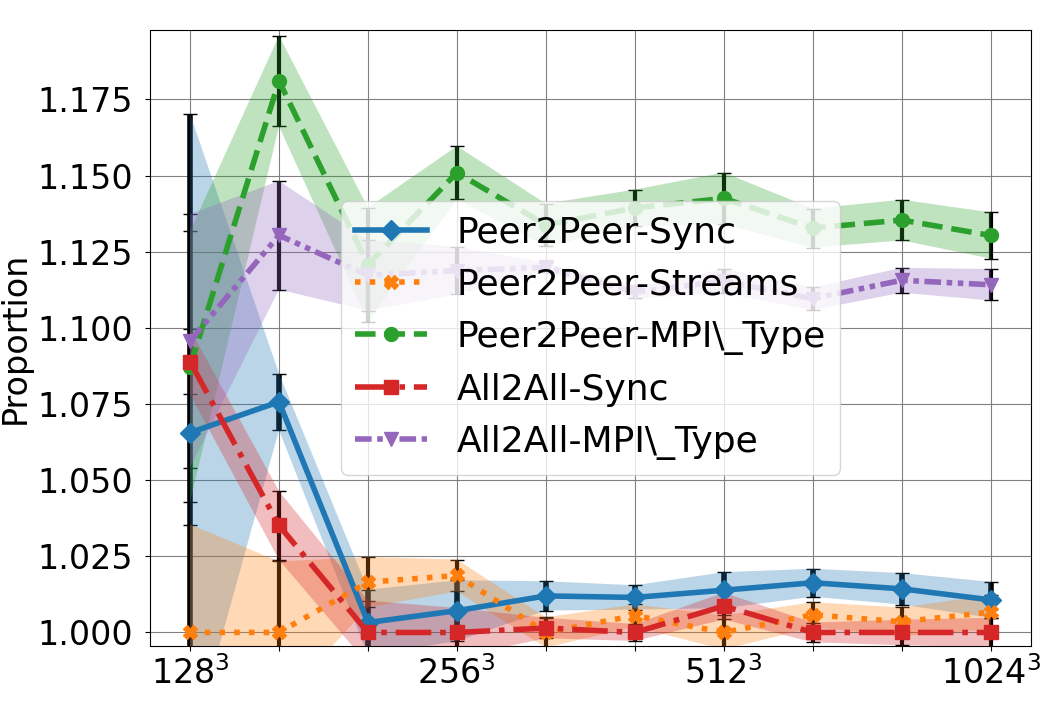 Proportion
1.175
1.150
1.125
1.100
1.075
1.050
1.025
1.000
Peer2Peer-Sync
Peer2Peer-Streams
Peer2Peer-MPI\_Type
All2All-Sync
All2All-MPI\_Type
128³ 256³ 512³ 1024³